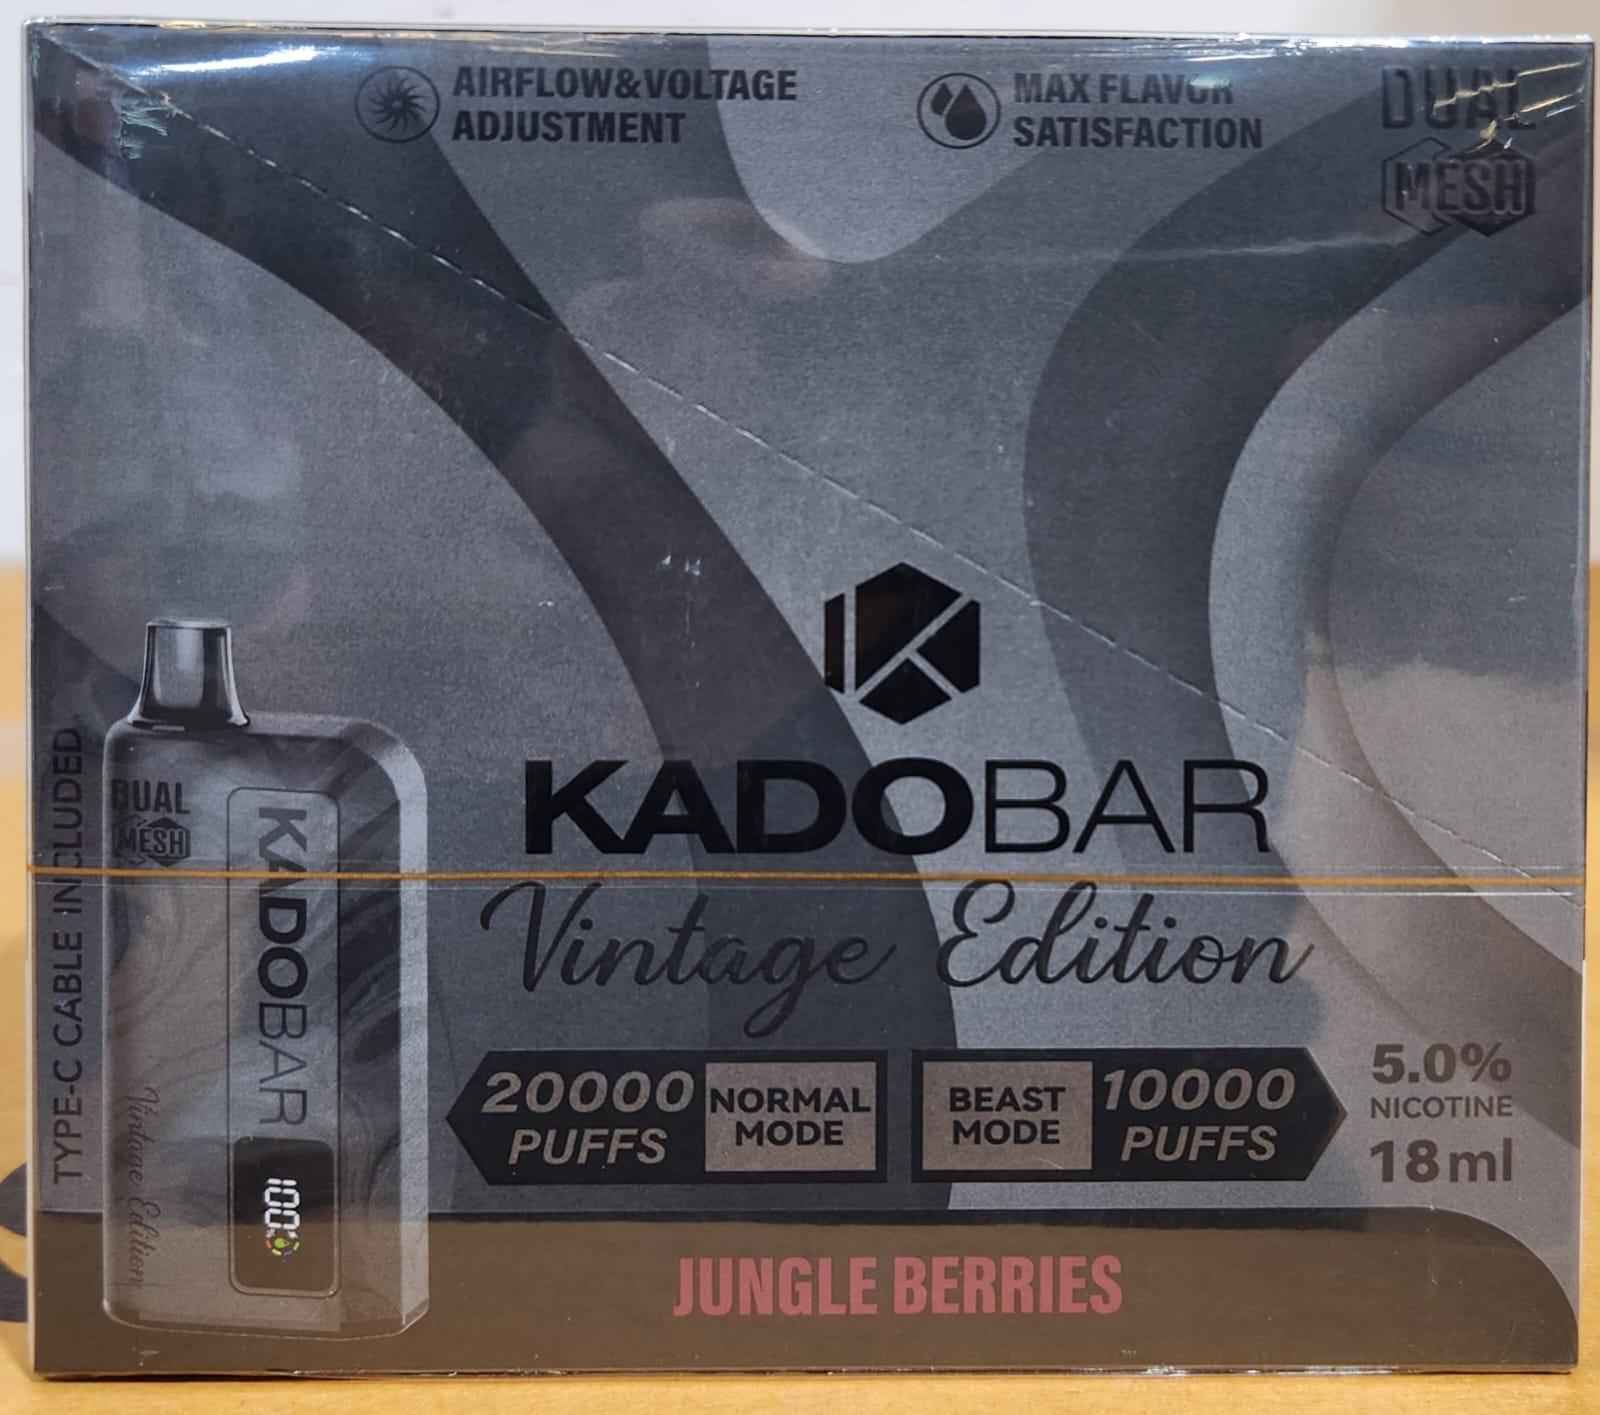 AIRFLOW&VOLTAGE
ADJUSTMENT
MAX FLAVOR
SATISFACTION
DUAL
MESH
KADOBAR
Vintage Edition
TYPE-C CABLE INCLUDED
DUAL
MESH
KADOBAR
Vintage Edition
100%
20000
PUFFS
NORMAL
MODE
BEAST
MODE
10000
PUFFS
5.0%
NICOTINE
18ml
JUNGLE BERRIES